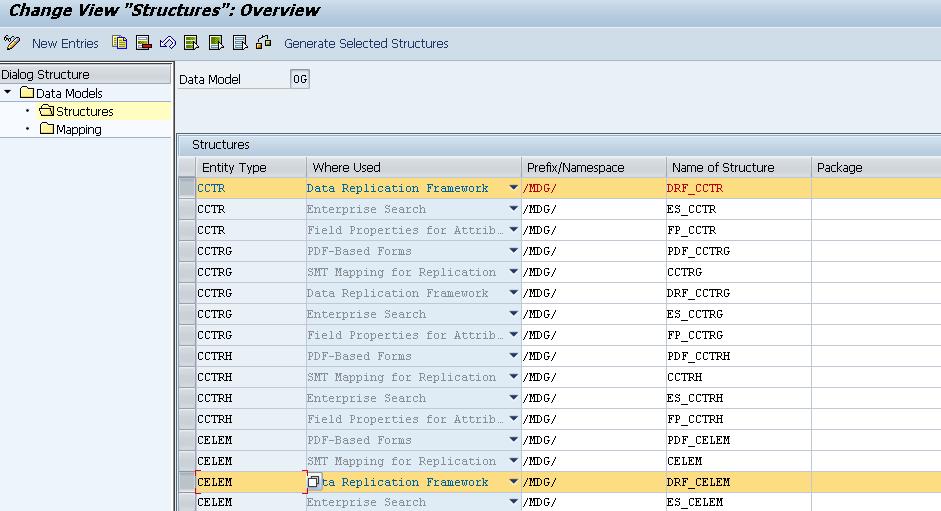 Change View "Structures": Overview
New Entries Generate Selected Structures
Dialog Structure
Data Models
Structures
Mapping
Data Model 0G
Structures
Entity Type Where Used Prefix/Namespace Name of Structure Package
CCTR Data Replication Framework /MDG/ DRF_CCTR
CCTR Enterprise Search /MDG/ ES_CCTR
CCTR Field Properties for Attrib… /MDG/ FP_CCTR
CCTRG PDF-Based Forms /MDG/ PDF_CCTRG
CCTRG SMT Mapping for Replication /MDG/ CCTRG
CCTRG Data Replication Framework /MDG/ DRF_CCTRG
CCTRG Enterprise Search /MDG/ ES_CCTRG
CCTRG Field Properties for Attrib… /MDG/ FP_CCTRG
CCTRH PDF-Based Forms /MDG/ PDF_CCTRH
CCTRH SMT Mapping for Replication /MDG/ CCTRH
CCTRH Enterprise Search /MDG/ ES_CCTRH
CCTRH Field Properties for Attrib… /MDG/ FP_CCTRH
CELEM PDF-Based Forms /MDG/ PDF_CELEM
CELEM SMT Mapping for Replication /MDG/ CELEM
CELEM ta Replication Framework /MDG/ DRF_CELEM
CELEM Enterprise Search /MDG/ ES_CELEM